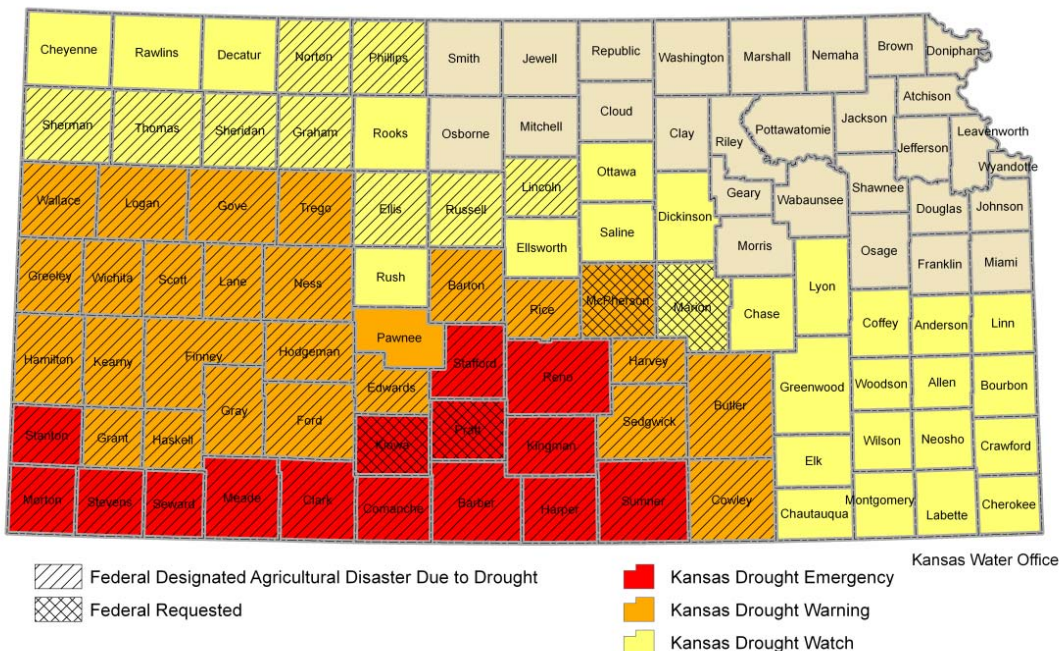 Cheyenne
Rawlins
Decatur
Norton
Phillips
Smith
Jewell
Republic
Washington
Marshall
Nemaha
Brown
Doniphan
Sherman
Thomas
Sheridan
Graham
Rooks
Osborne
Mitchell
Cloud
Clay
Riley
Pottawatomie
Jackson
Atchison
Jefferson
Leavenworth
Wyandotte
Wallace
Logan
Gove
Trego
Ellis
Russell
Lincoln
Ottawa
Dickinson
Geary
Wabaunsee
Shawnee
Douglas
Johnson
Ellsworth
Saline
Morris
Osage
Franklin
Miami
Greeley
Wichita
Scott
Lane
Ness
Rush
Barton
Rice
McPherson
Marion
Chase
Lyon
Coffey
Anderson
Linn
Hamilton
Kearny
Finney
Hodgeman
Pawnee
Stafford
Reno
Harvey
Butler
Greenwood
Woodson
Allen
Bourbon
Gray
Ford
Edwards
Sedgwick
Stanton
Grant
Haskell
Kiowa
Pratt
Kingman
Elk
Wilson
Neosho
Crawford
Morton
Stevens
Seward
Meade
Clark
Comanche
Barber
Harper
Sumner
Cowley
Chautauqua
Montgomery
Labette
Cherokee
Kansas Water Office
Federal Designated Agricultural Disaster Due to Drought
Federal Requested
Kansas Drought Emergency
Kansas Drought Warning
Kansas Drought Watch